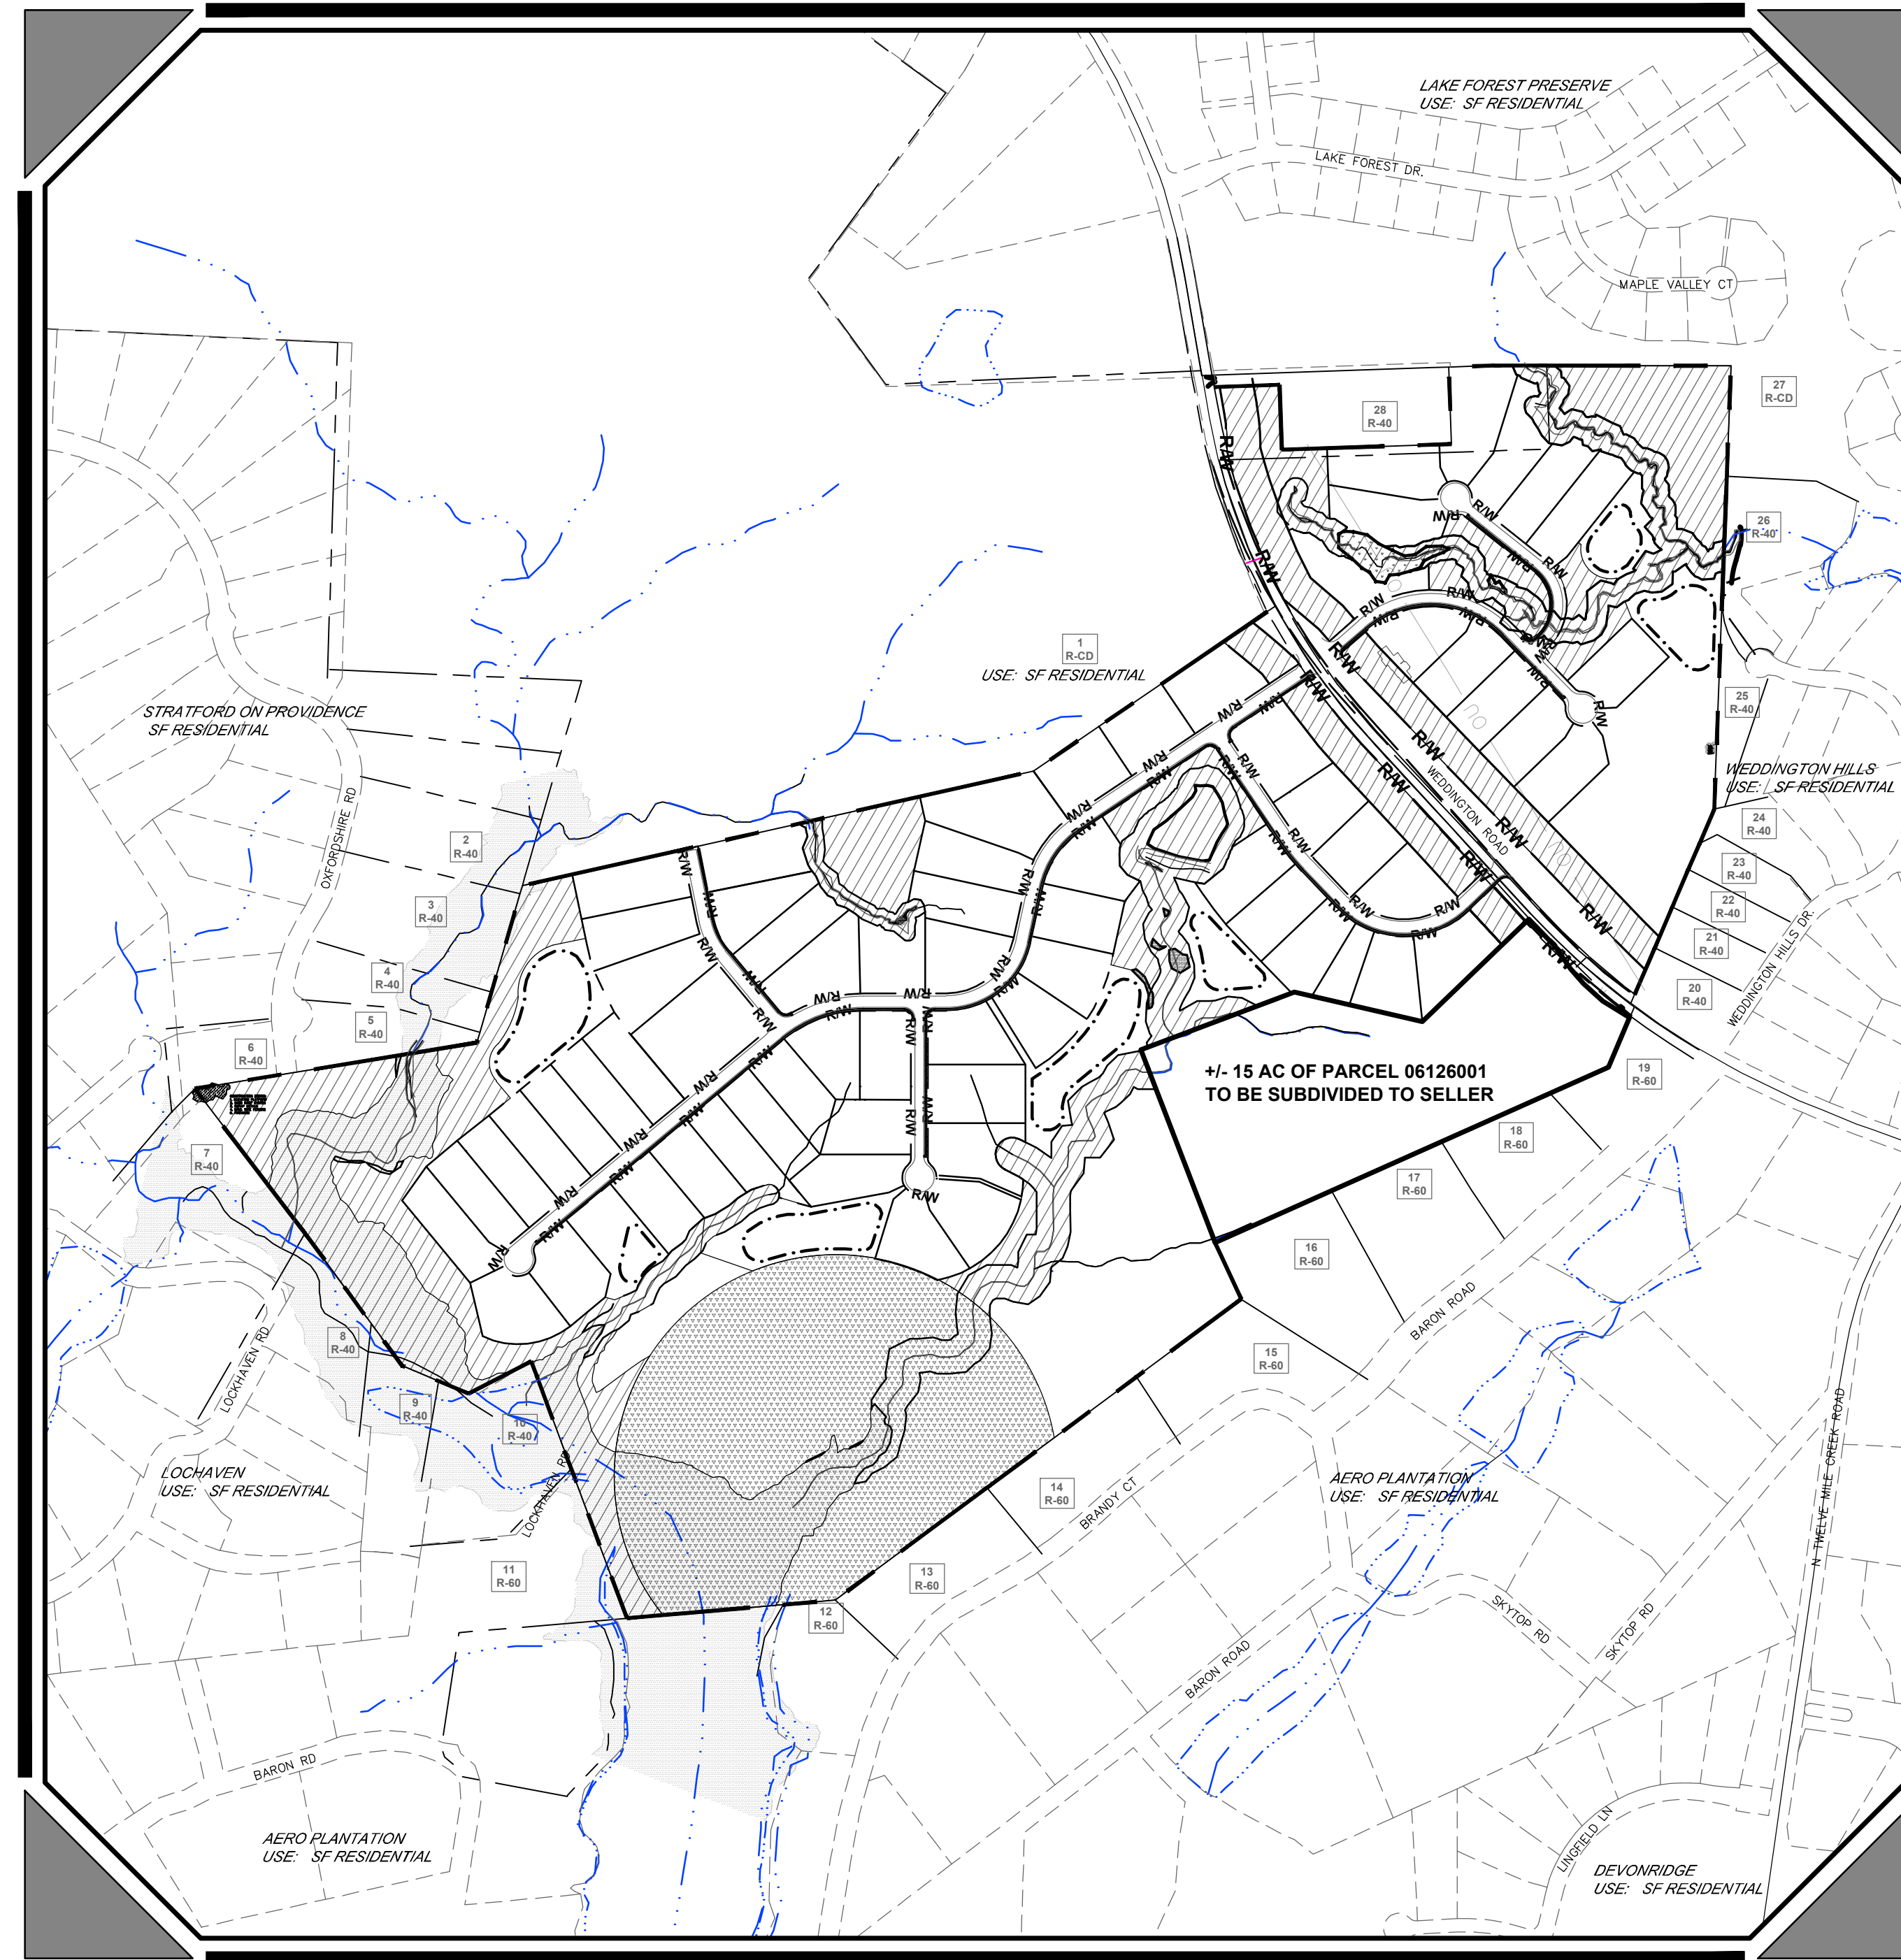 LAKE FOREST PRESERVE
USE: SF RESIDENTIAL
LAKE FOREST DR.
MAPLE VALLEY CT
27
R-CD
28
R-40
R/W
R/W
R/W
R/W
R/W
R/W
26
R-40
R/W
R/W
R/W
R/W
R/W
R/W
R/W
R/W
R/W
R/W
1
R-CD
USE: SF RESIDENTIAL
25
R-40
STRATFORD ON PROVIDENCE
SF RESIDENTIAL
OXFORDSHIRE RD
WEDDINGTON ROAD
WEDDINGTON HILLS
USE: SF RESIDENTIAL
R/W
R/W
R/W
R/W
R/W
R/W
R/W
R/W
R/W
R/W
R/W
R/W
24
R-40
2
R-40
23
R-40
22
R-40
3
R-40
21
R-40
4
R-40
20
R-40
WEDDINGTON HILLS DR.
5
R-40
6
R-40
R/W
R/W
R/W
R/W
R/W
R/W
R/W
R/W
R/W
R/W
+/- 15 AC OF PARCEL 06126001
TO BE SUBDIVIDED TO SELLER
19
R-60
18
R-60
7
R-40
17
R-60
R/W
R/W
R/W
R/W
R/W
R/W
16
R-60
BARON ROAD
8
R-40
LOCKHAVEN RD
15
R-60
9
R-40
10
R-40
LOCHAVEN
USE: SF RESIDENTIAL
LOCKHAVEN RD
14
R-60
BRANDY CT
AERO PLANTATION
USE: SF RESIDENTIAL
N TWELVE MILE CREEK ROAD
11
R-60
13
R-60
12
R-60
SKYTOP RD
SKYTOP RD
BARON ROAD
BARON RD
AERO PLANTATION
USE: SF RESIDENTIAL
LINGFIELD LN
DEVONRIDGE
USE: SF RESIDENTIAL